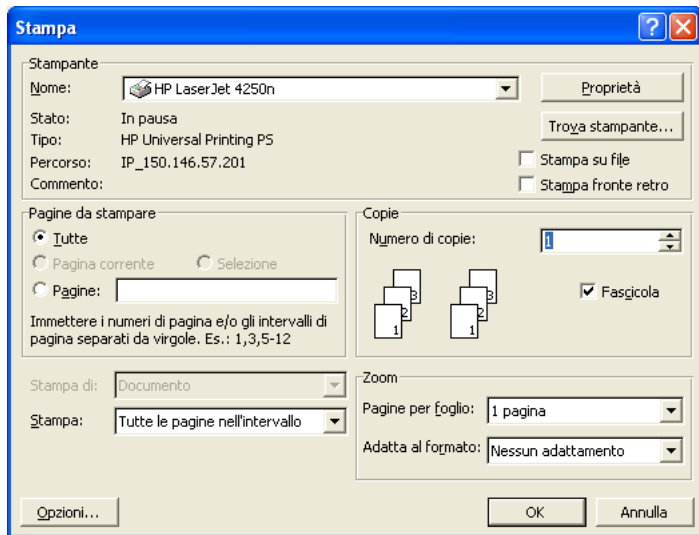 Stampa
Stampante
Nome: HP LaserJet 4250n Proprietà
Stato: In pausa
Trova stampante...
Tipo: HP Universal Printing PS
Percorso: IP_150.146.57.201 Stampa su file
Commento: Stampa fronte retro
Pagine da stampare
Tutte
Pagina corrente Selezione
Pagine:
Immettere i numeri di pagina e/o gli intervalli di
pagina separati da virgole. Es.: 1,3,5-12
Copie
Numero di copie: 1
3 3
2 2
1 1
Fascicola
Stampa di: Documento
Stampa: Tutte le pagine nell'intervallo
Zoom
Pagine per foglio: 1 pagina
Adatta al formato: Nessun adattamento
Opzioni... OK Annulla